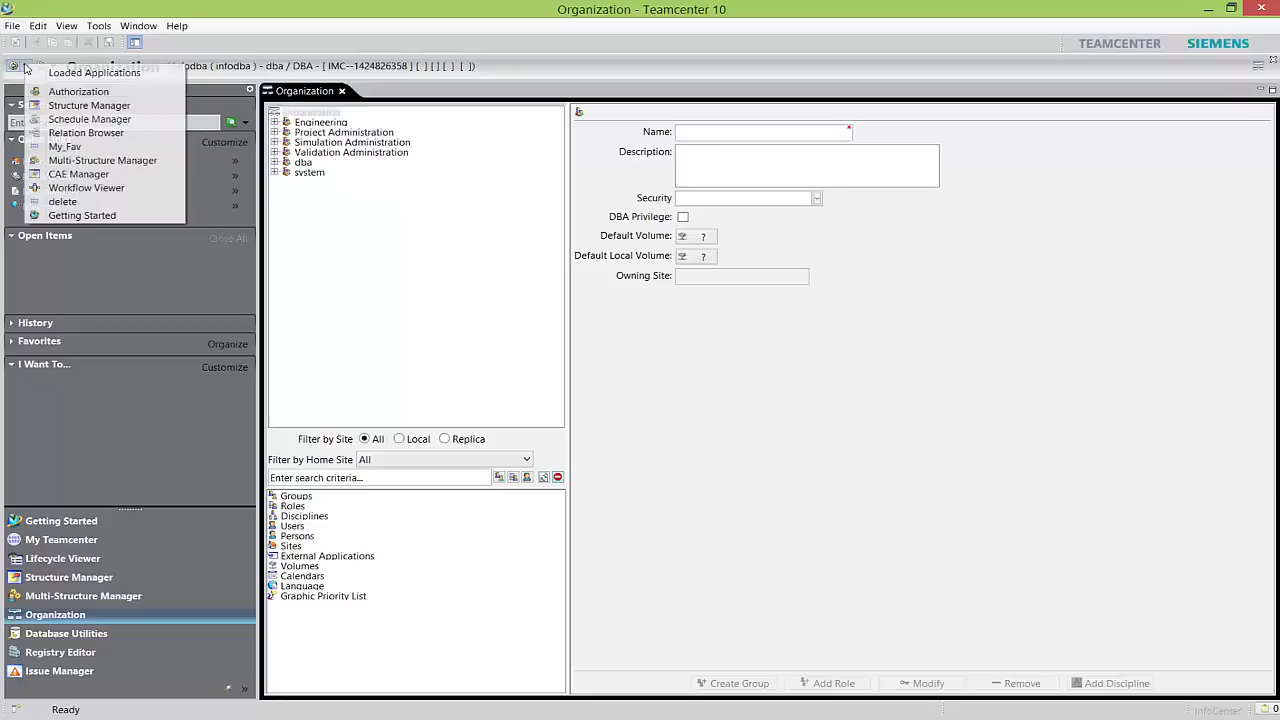 Organization - Teamcenter 10
File Edit View Tools Window Help
TEAMCENTER SIEMENS
( infodba ) - dba / DBA - [ IMC--1424826358 ] [ ] [ ] [ ] [ ] )
Loaded Applications
Authorization
Structure Manager
Schedule Manager
Relation Browser
My_Fav
Multi-Structure Manager
CAE Manager
Workflow Viewer
delete
Getting Started
Customize
Open Items
Close All
History
Favorites
Organize
I Want To...
Customize
Getting Started
My Teamcenter
Lifecycle Viewer
Structure Manager
Multi-Structure Manager
Organization
Database Utilities
Registry Editor
Issue Manager
Organization
Engineering
Project Administration
Simulation Administration
Validation Administration
dba
system
Filter by Site All Local Replica
Filter by Home Site All
Enter search criteria...
Groups
Roles
Disciplines
Users
Persons
Sites
External Applications
Volumes
Calendars
Language
Graphic Priority List
Name:
Description:
Security
DBA Privilege:
Default Volume: ?
Default Local Volume: ?
Owning Site:
Create Group Add Role Modify Remove Add Discipline
Ready
InfoCenter 0